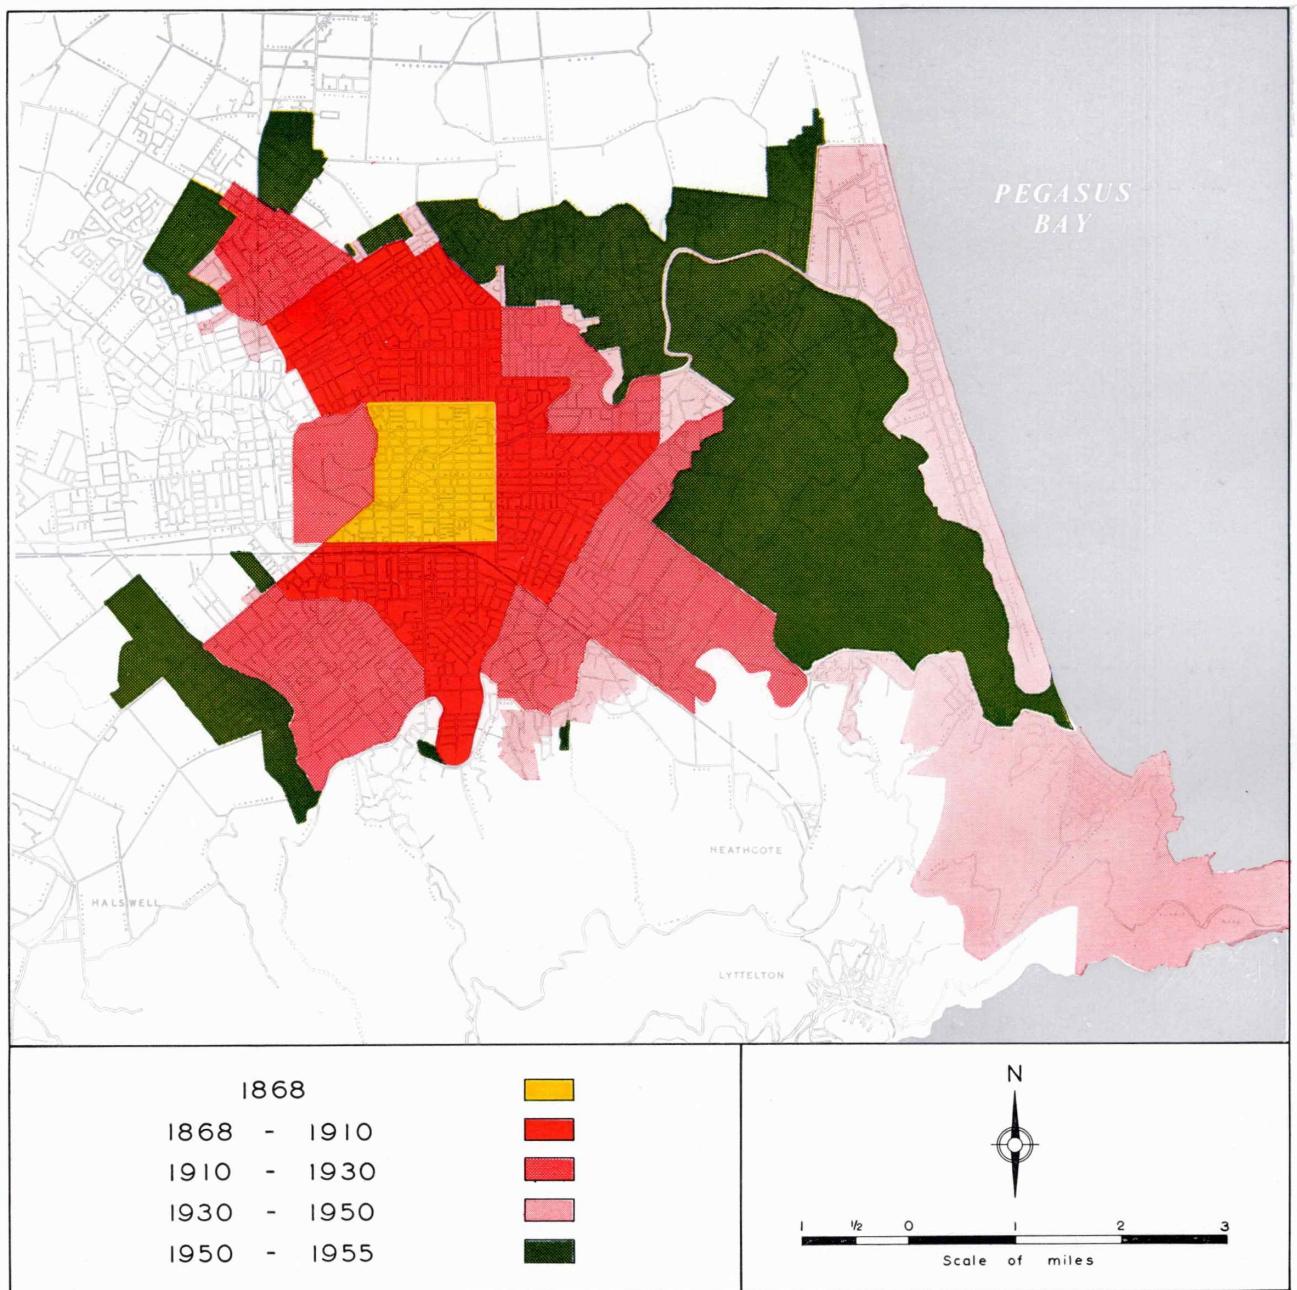 PEGASUS
BAY
HEATHCOTE
HALSWELL
LYTTELTON
1868
1868 - 1910
1910 - 1930
1930 - 1950
1950 - 1955
N
1 1/2 0 1 2 3
Scale of miles